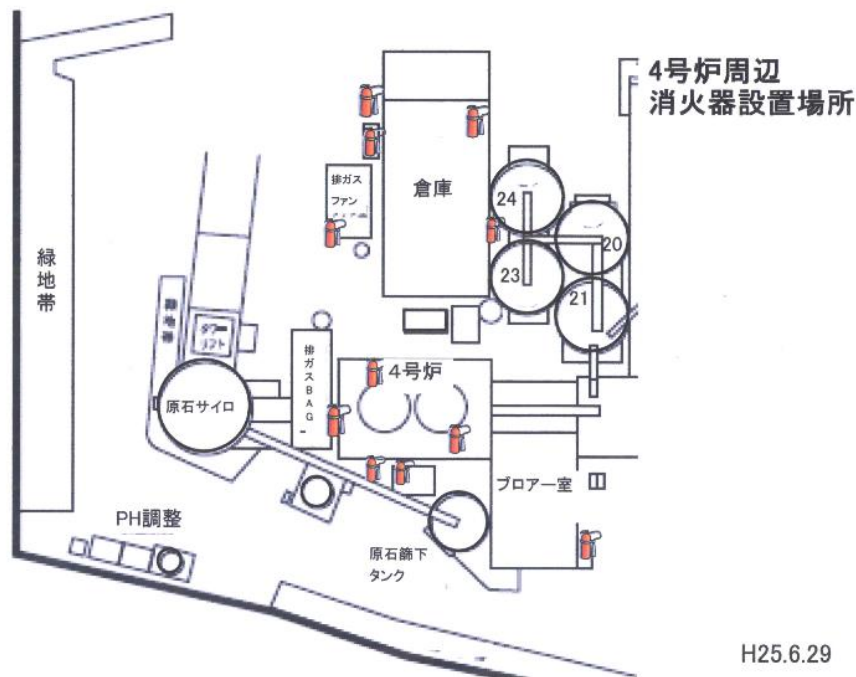 4号炉周辺
消火器設置場所
倉庫
排ガス
ファン
24
20
23
21
緑地帯
タワー
リフト
排ガスBAG
4号炉
原石サイロ
ブロアー室
PH調整
原石篩下
タンク
H25.6.29